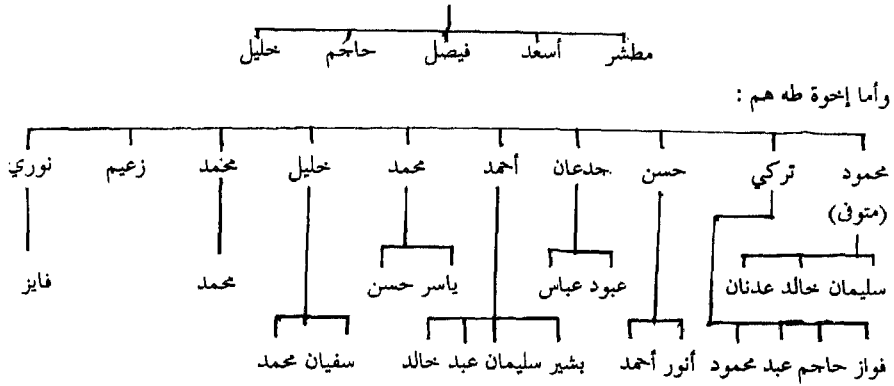 مطشر أسعد فيصل حاجم خليل
وأما إخوة طه هم :
محمود تركي حسن جدعان أحمد محمد خليل محمد زعيم نوري
(متوفى)
سليمان خالد عدنان عبود عباس ياسر حسن محمد فايز
فواز حاجم عبد محمود أنور أحمد بشير سليمان عبد خالد سفيان محمد